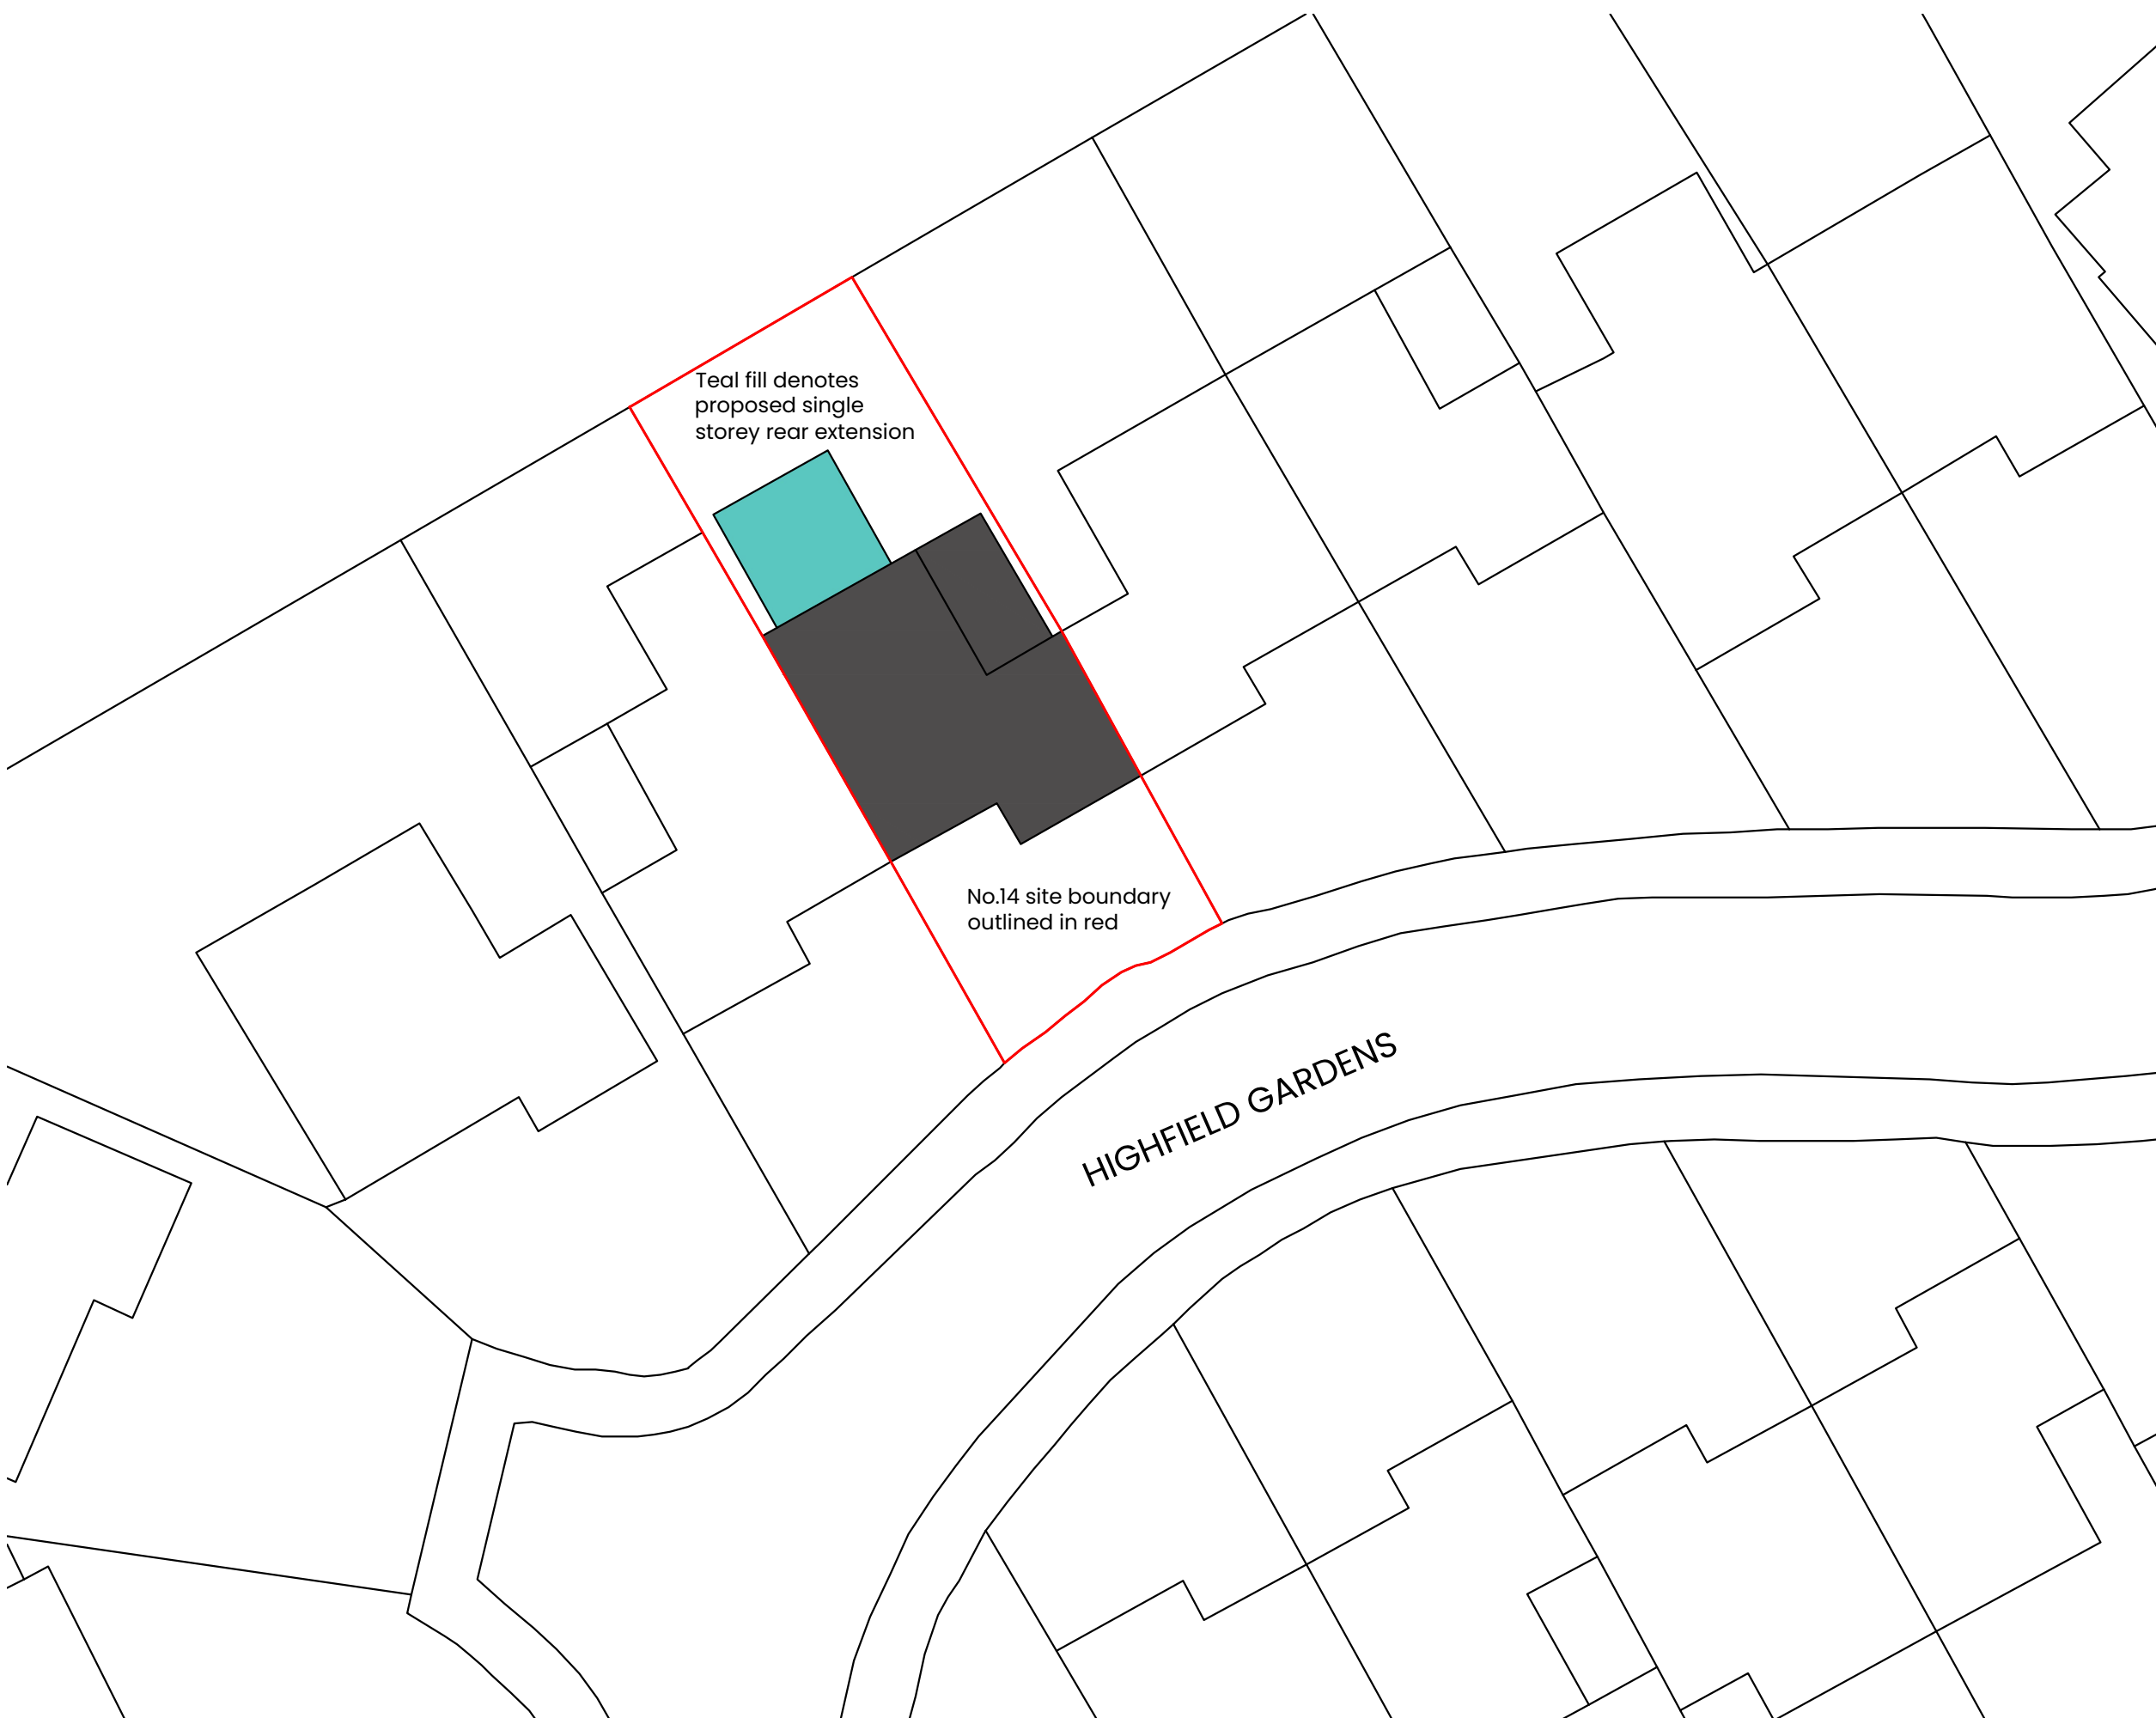 Teal fill denotes
proposed single
storey rear extension
No.14 site boundary
outlined in red
HIGHFIELD GARDENS